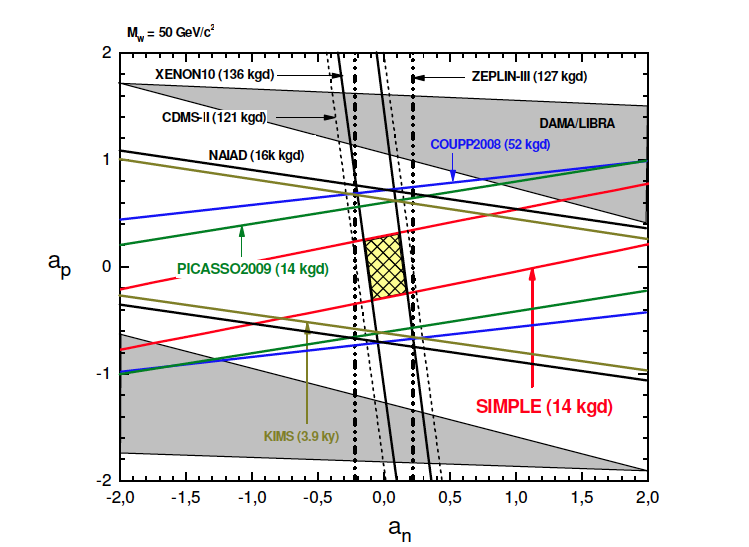 M_w = 50 GeV/c²
2
1
0
-1
-2
a_p
XENON10 (136 kgd)
ZEPLIN-III (127 kgd)
CDMS-II (121 kgd)
DAMA/LIBRA
COUPP2008 (52 kgd)
NAIAD (16k kgd)
PICASSO2009 (14 kgd)
SIMPLE (14 kgd)
KIMS (3.9 ky)
-2,0 -1,5 -1,0 -0,5 0,0 0,5 1,0 1,5 2,0
a_n